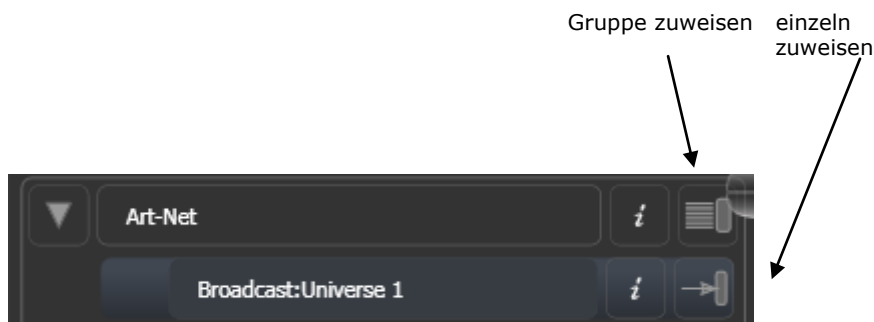 Gruppe zuweisen
einzeln
zuweisen
Art-Net
i
Broadcast:Universe 1
i